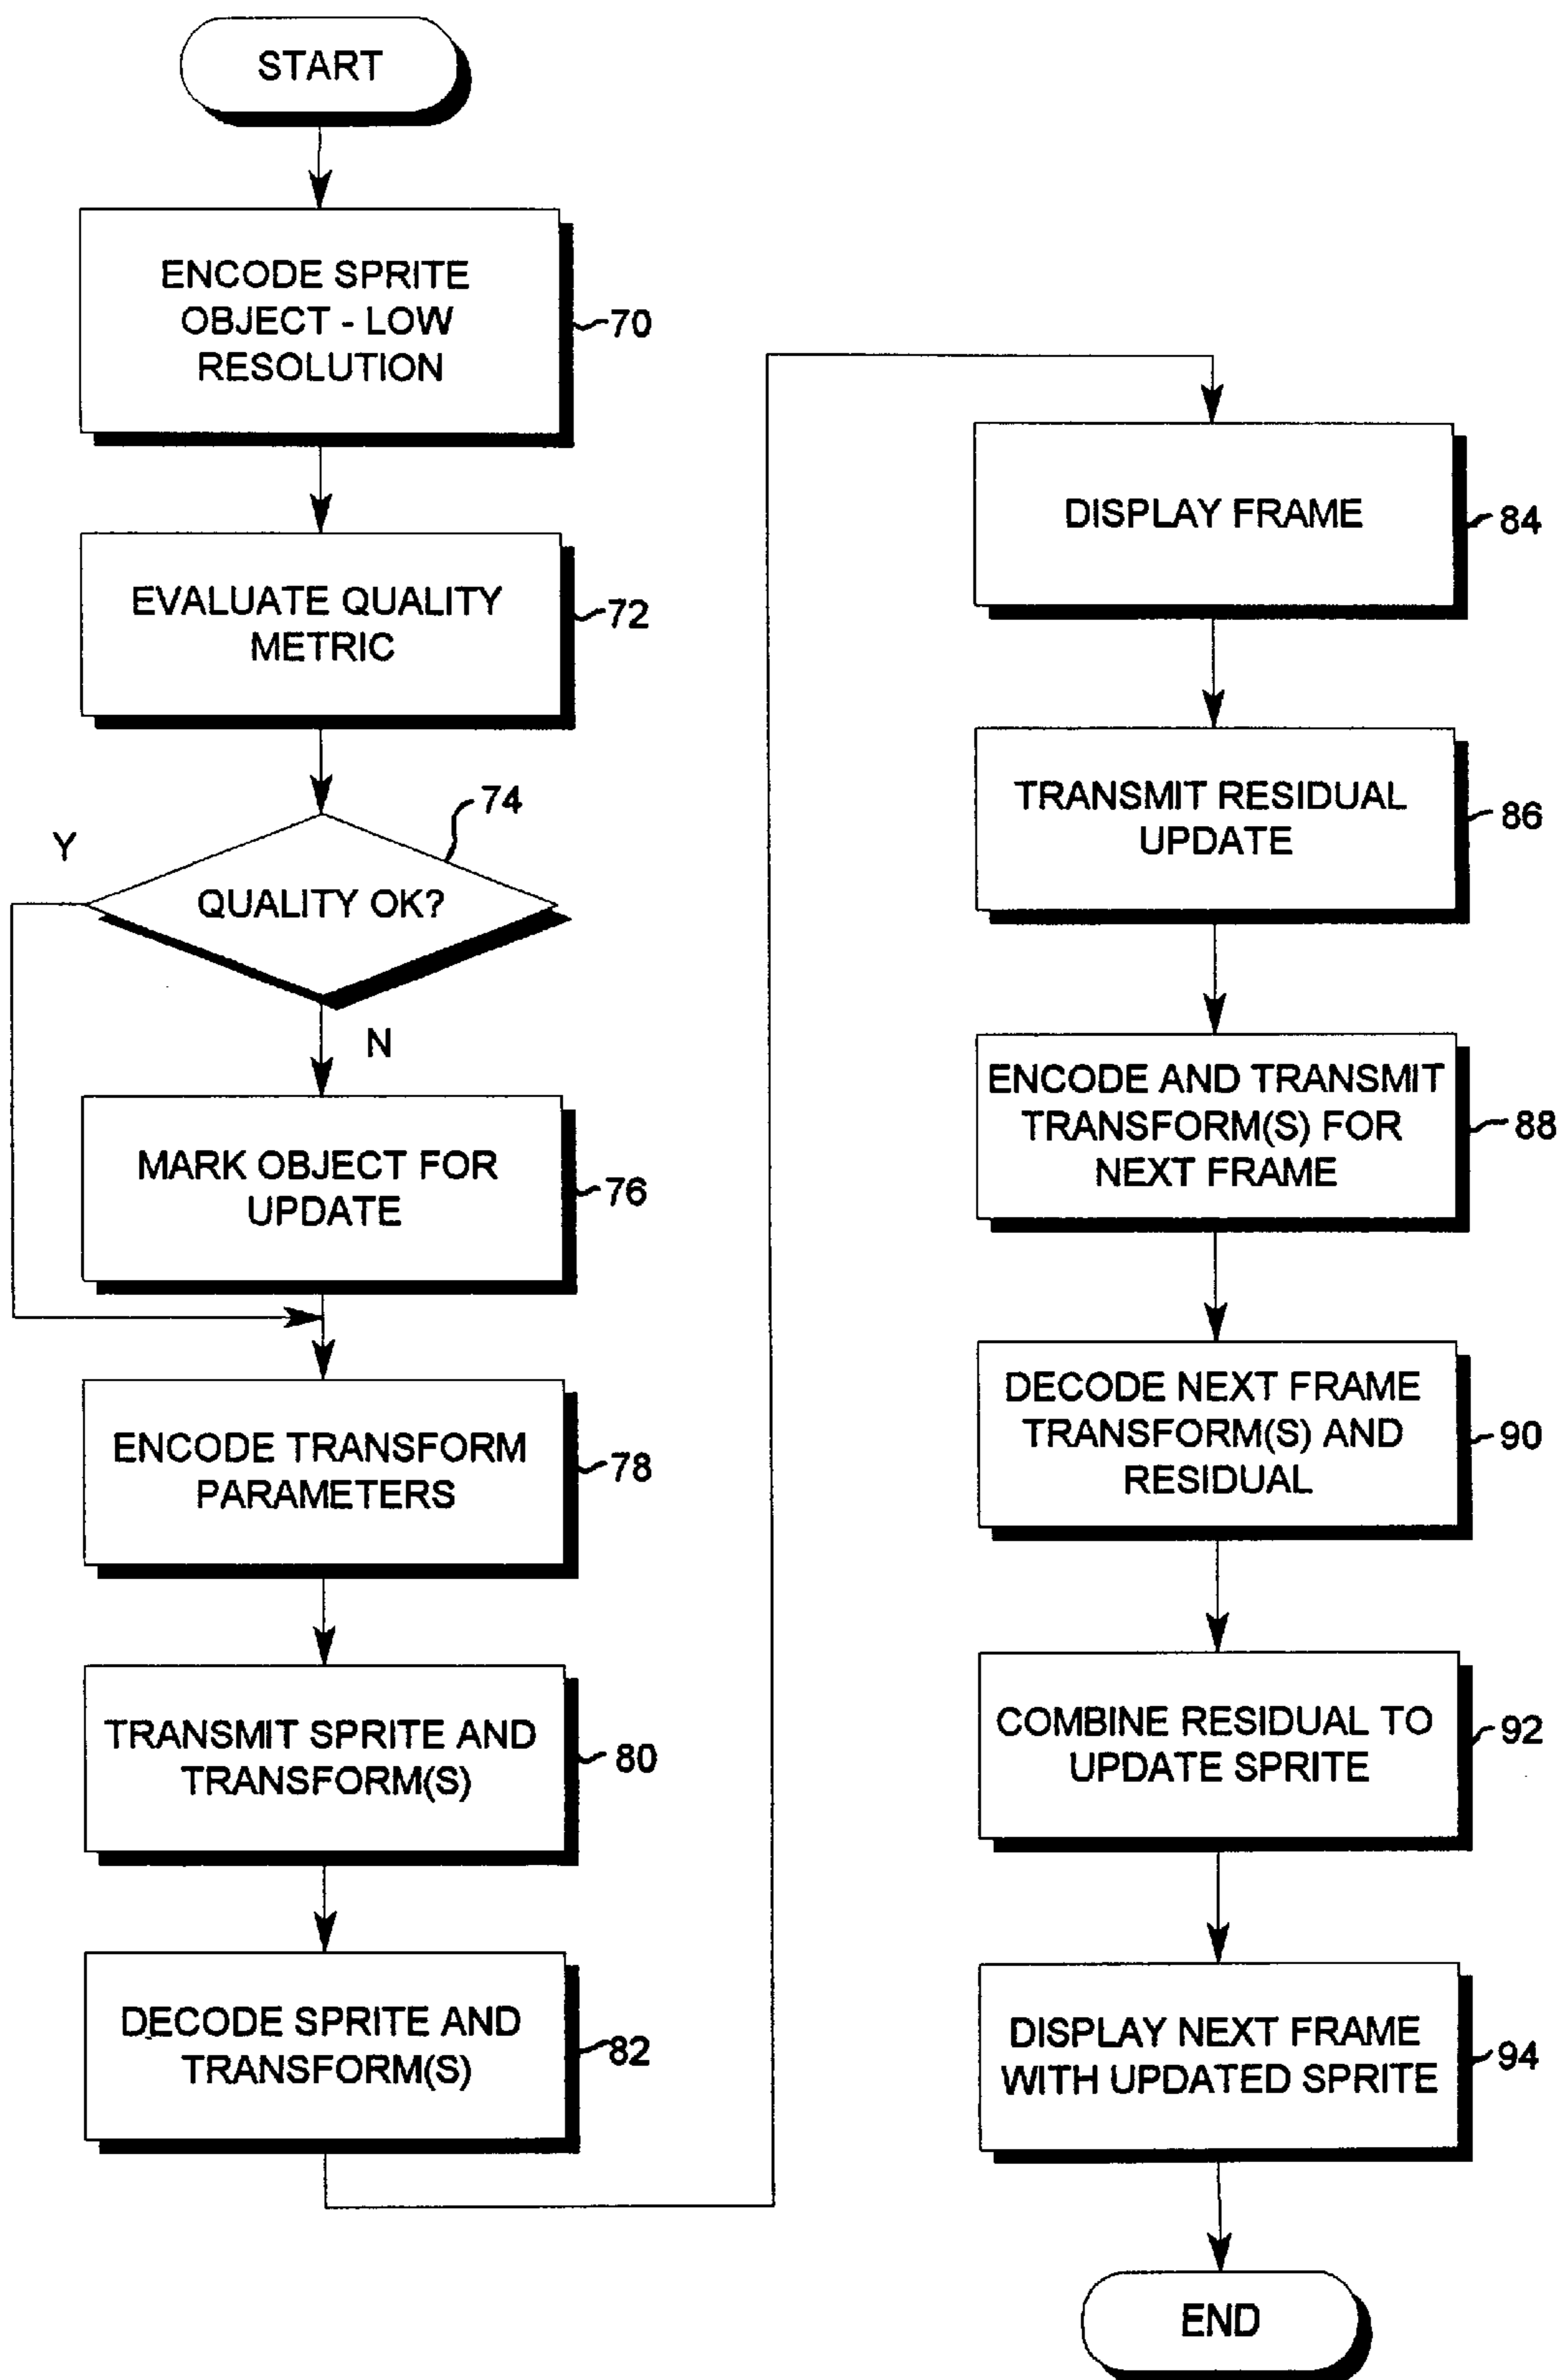 START
ENCODE SPRITE
OBJECT - LOW
RESOLUTION
70
EVALUATE QUALITY
METRIC
72
74
Y
QUALITY OK?
N
MARK OBJECT FOR
UPDATE
76
ENCODE TRANSFORM
PARAMETERS
78
TRANSMIT SPRITE AND
TRANSFORM(S)
80
DECODE SPRITE AND
TRANSFORM(S)
82
DISPLAY FRAME
84
TRANSMIT RESIDUAL
UPDATE
86
ENCODE AND TRANSMIT
TRANSFORM(S) FOR
NEXT FRAME
88
DECODE NEXT FRAME
TRANSFORM(S) AND
RESIDUAL
90
COMBINE RESIDUAL TO
UPDATE SPRITE
92
DISPLAY NEXT FRAME
WITH UPDATED SPRITE
94
END